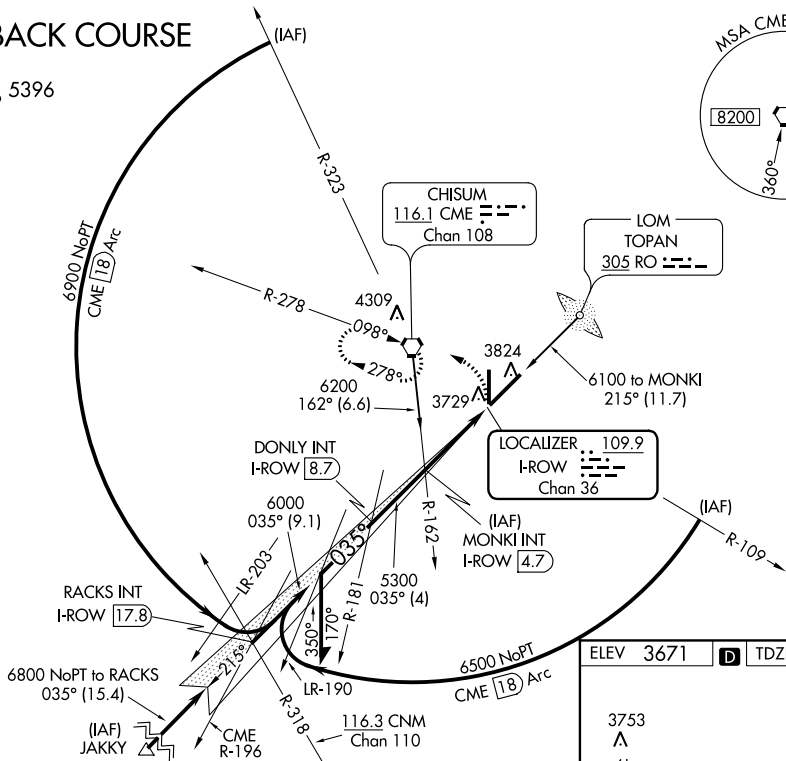 BACK COURSE
, 5396
(IAF)
MSA CME
8200
360°
R-323
CHISUM
116.1 CME
Chan 108
LOM
TOPAN
305 RO
6900 NoPT
CME 18 Arc
R-278
4309
098°
278°
3824
3729
6100 to MONKI
215° (11.7)
6200
162° (6.6)
DONLY INT
I-ROW 8.7
LOCALIZER 109.9
I-ROW
Chan 36
(IAF)
R-109
6000
035° (9.1)
035°
R-162
(IAF)
MONKI INT
I-ROW 4.7
LR-203
RACKS INT
I-ROW 17.8
R-181
5300
035° (4)
350°
170°
215°
6800 NoPT to RACKS
035° (15.4)
LR-190
6500 NoPT
CME 18 Arc
(IAF)
JAKKY
CME
R-196
R-318
116.3 CNM
Chan 110
ELEV 3671 D TDZ
3753